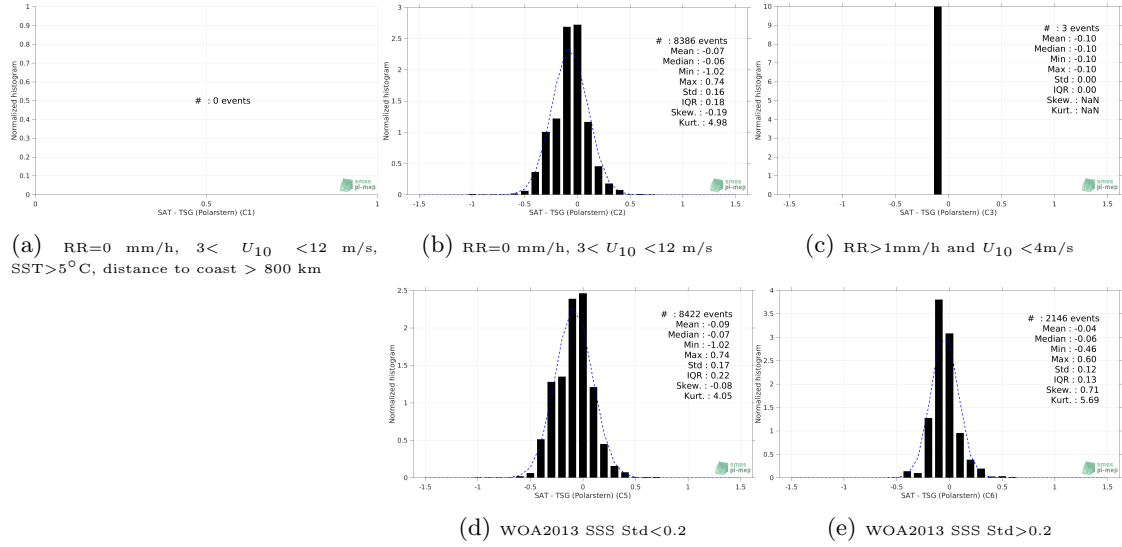 1
0.9
0.8
0.7
0.6
0.5
0.4
0.3
0.2
0.1
0
Normalized histogram
# : 0 events
smos
pi-mep
0 0.5 1
SAT - TSG (Polarstern) (C1)
(a) RR=0 mm/h, 3< U10 <12 m/s,
SST>5°C, distance to coast > 800 km
3
2.5
2
1.5
1
0.5
0
Normalized histogram
# : 8386 events
Mean : -0.07
Median : -0.06
Min : -1.02
Max : 0.74
Std : 0.16
IQR : 0.18
Skew. : -0.19
Kurt. : 4.98
smos
pi-mep
-1.5 -1 -0.5 0 0.5 1 1.5
SAT - TSG (Polarstern) (C2)
(b) RR=0 mm/h, 3< U10 <12 m/s
10
9
8
7
6
5
4
3
2
1
0
Normalized histogram
# : 3 events
Mean : -0.10
Median : -0.10
Min : -0.10
Max : -0.10
Std : 0.00
IQR : 0.00
Skew. : NaN
Kurt. : NaN
smos
pi-mep
-1.5 -1 -0.5 0 0.5 1 1.5
SAT - TSG (Polarstern) (C3)
(c) RR>1mm/h and U10 <4m/s
2.5
2
1.5
1
0.5
0
Normalized histogram
# : 8422 events
Mean : -0.09
Median : -0.07
Min : -1.02
Max : 0.74
Std : 0.17
IQR : 0.22
Skew. : -0.08
Kurt. : 4.05
smos
pi-mep
-1.5 -1 -0.5 0 0.5 1 1.5
SAT - TSG (Polarstern) (C5)
(d) WOA2013 SSS Std<0.2
4
3.5
3
2.5
2
1.5
1
0.5
0
Normalized histogram
# : 2146 events
Mean : -0.04
Median : -0.06
Min : -0.46
Max : 0.60
Std : 0.12
IQR : 0.13
Skew. : 0.71
Kurt. : 5.69
smos
pi-mep
-1.5 -1 -0.5 0 0.5 1 1.5
SAT - TSG (Polarstern) (C6)
(e) WOA2013 SSS Std>0.2